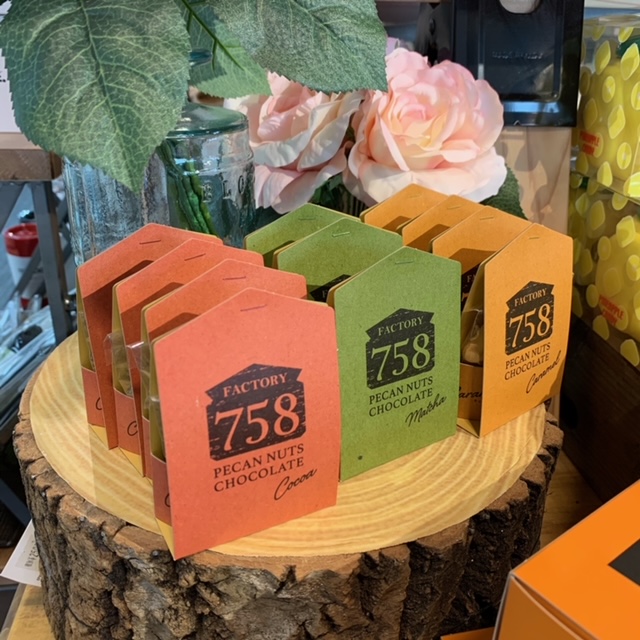 FACTORY
758
PECAN NUTS
CHOCOLATE
Cocoa
FACTORY
758
PECAN NUTS
CHOCOLATE
Matcha
FACTORY
758
PECAN NUTS
CHOCOLATE
Caramel